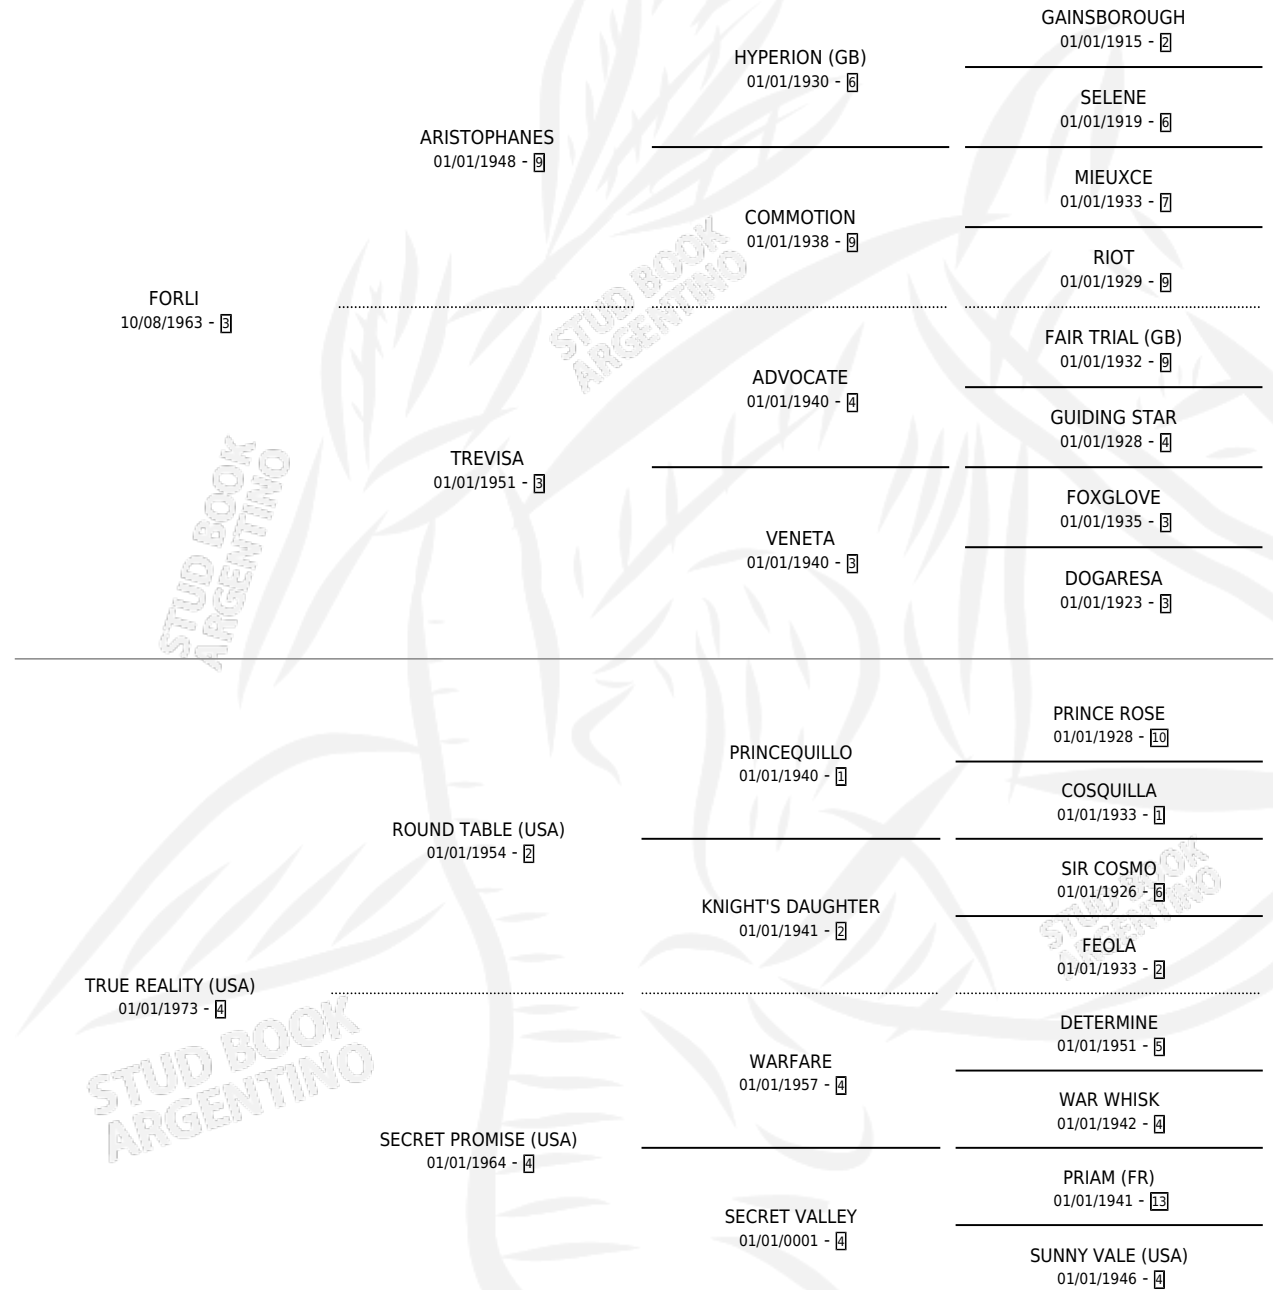 GAINSBOROUGH
01/01/1915 - 2
HYPERION (GB)
01/01/1930 - 6
SELENE
01/01/1919 - 6
ARISTOPHANES
01/01/1948 - 9
MIEUXCE
01/01/1933 - 7
COMMOTION
01/01/1938 - 9
RIOT
01/01/1929 - 9
FORLI
10/08/1963 - 3
FAIR TRIAL (GB)
01/01/1932 - 9
ADVOCATE
01/01/1940 - 4
GUIDING STAR
01/01/1928 - 4
TREVISA
01/01/1951 - 3
FOXGLOVE
01/01/1935 - 3
VENETA
01/01/1940 - 3
DOGARESA
01/01/1923 - 3
PRINCE ROSE
01/01/1928 - 10
PRINCEQUILLO
01/01/1940 - 1
COSQUILLA
01/01/1933 - 1
ROUND TABLE (USA)
01/01/1954 - 2
SIR COSMO
01/01/1926 - 6
KNIGHT'S DAUGHTER
01/01/1941 - 2
FEOLA
01/01/1933 - 2
TRUE REALITY (USA)
01/01/1973 - 4
DETERMINE
01/01/1951 - 5
WARFARE
01/01/1957 - 4
WAR WHISK
01/01/1942 - 4
SECRET PROMISE (USA)
01/01/1964 - 4
PRIAM (FR)
01/01/1941 - 13
SECRET VALLEY
01/01/0001 - 4
SUNNY VALE (USA)
01/01/1946 - 4
STUD BOOK
ARGENTINO
STUD BOOK
ARGENTINO
STUD BOOK
ARGENTINO
STUD BOOK
ARGENTINO